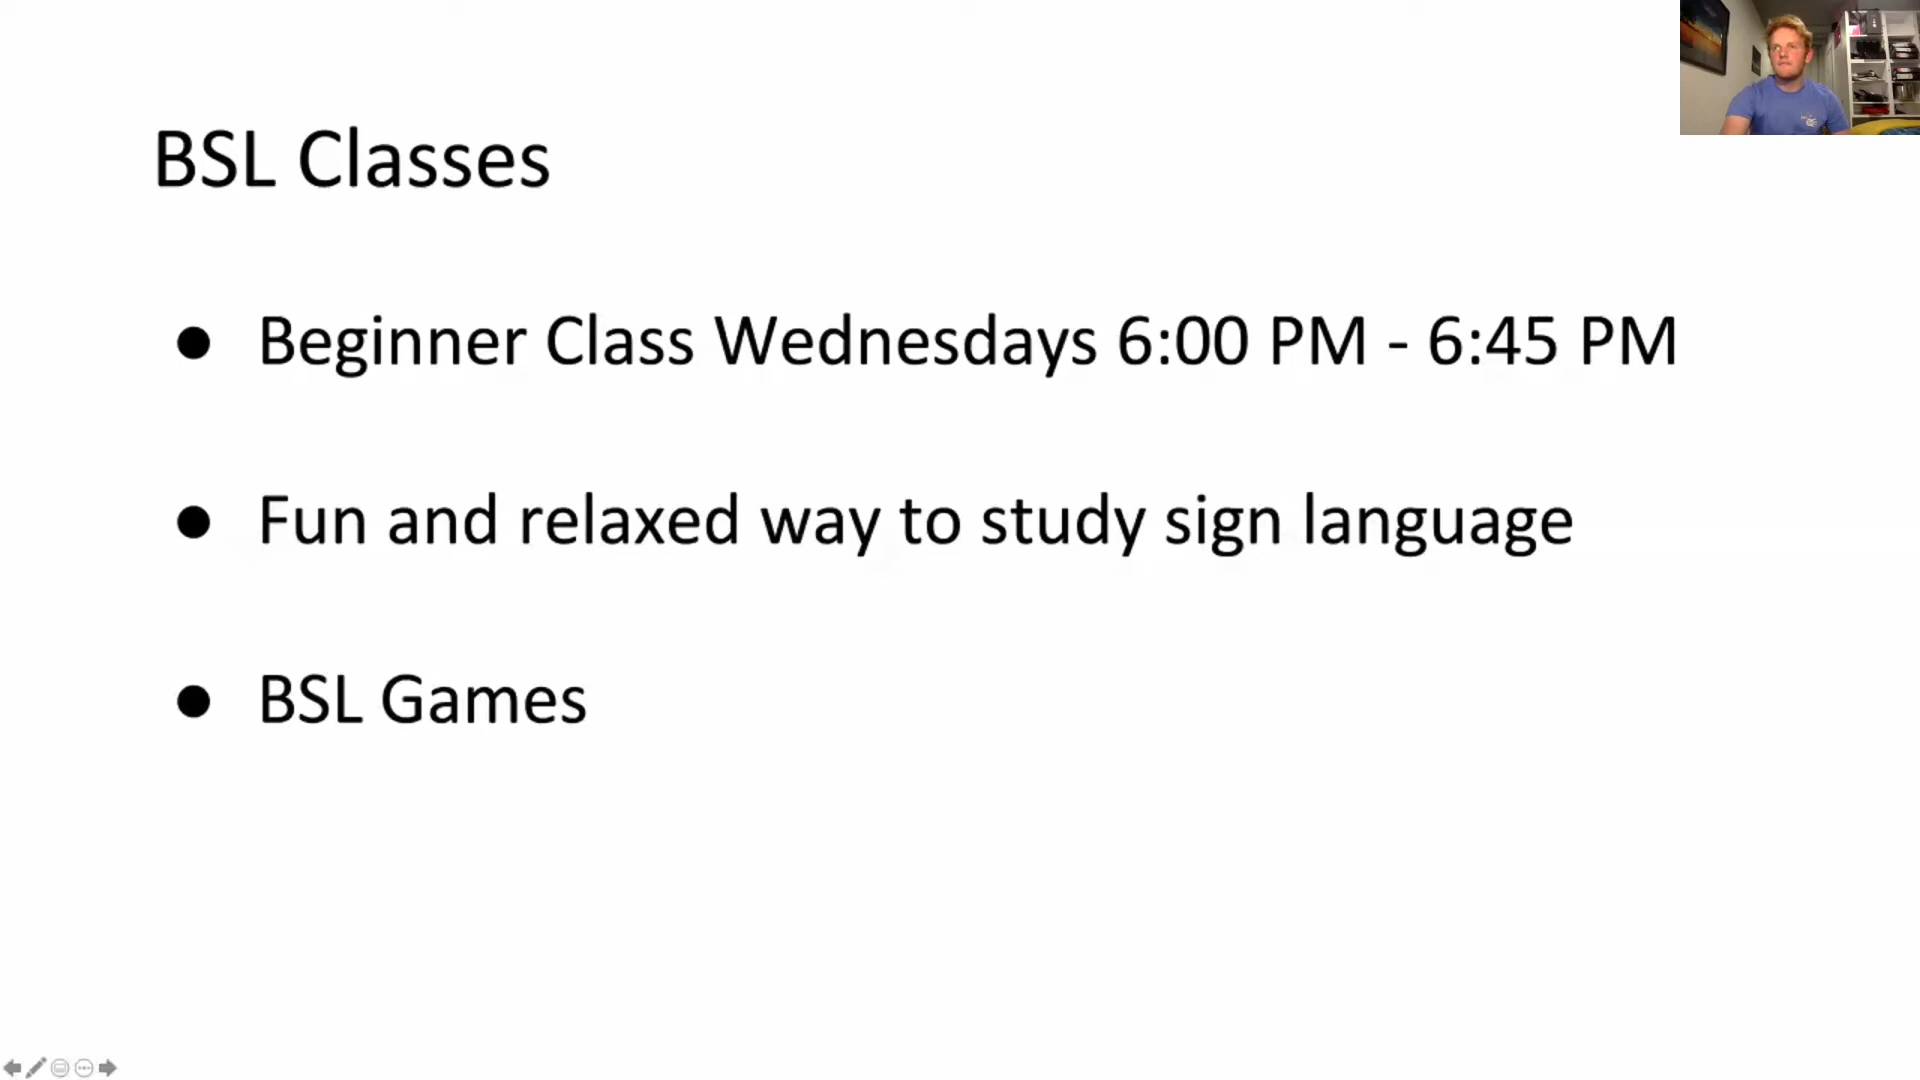 BSL Classes
● Beginner Class Wednesdays 6:00 PM - 6:45 PM
● Fun and relaxed way to study sign language
● BSL Games